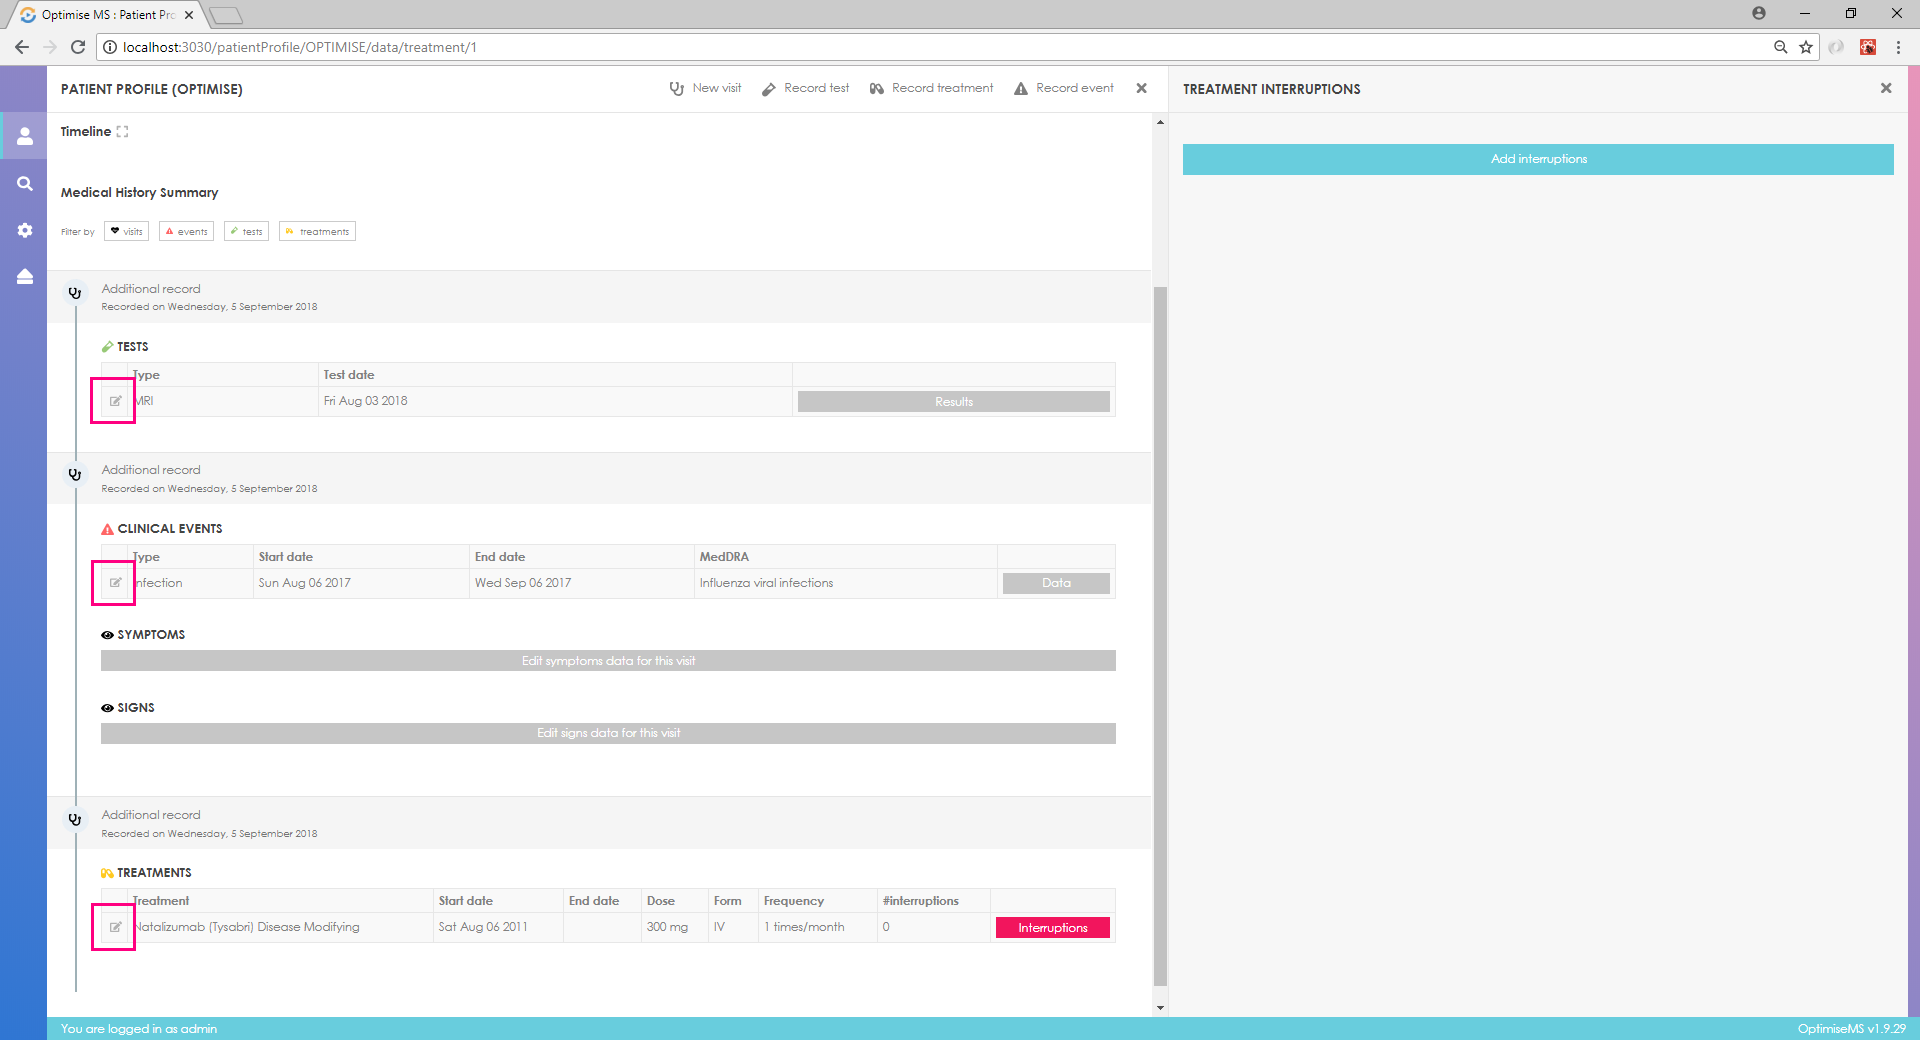 Optimise MS : Patient Pro
localhost:3030/patientProfile/OPTIMISE/data/treatment/1
PATIENT PROFILE (OPTIMISE)
New visit
Record test
Record treatment
Record event
TREATMENT INTERRUPTIONS
Timeline
Add interruptions
Medical History Summary
Filter by
visits
events
tests
treatments
Additional record
Recorded on Wednesday, 5 September 2018
TESTS
Type Test date
MRI Fri Aug 03 2018 Results
Additional record
Recorded on Wednesday, 5 September 2018
CLINICAL EVENTS
Type Start date End date MedDRA
Infection Sun Aug 06 2017 Wed Sep 06 2017 Influenza viral infections Data
SYMPTOMS
Edit symptoms data for this visit
SIGNS
Edit signs data for this visit
Additional record
Recorded on Wednesday, 5 September 2018
TREATMENTS
Treatment Start date End date Dose Form Frequency #interruptions
Natalizumab (Tysabri) Disease Modifying Sat Aug 06 2011 300 mg IV 1 times/month 0 Interruptions
You are logged in as admin
OptimiseMS v1.9.29